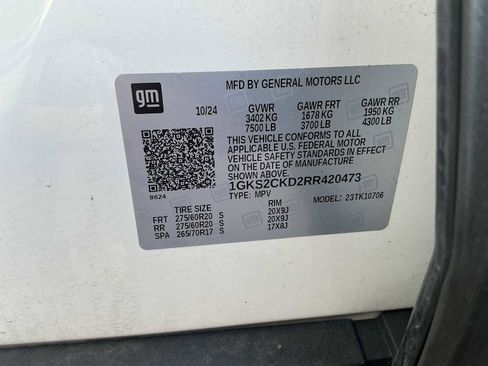 gm
MFD BY GENERAL MOTORS LLC
10/24 GVWR GAWR FRT GAWR RR
3402 KG 1678 KG 1950 KG
7500 LB 3700 LB 4300 LB
THIS VEHICLE CONFORMS TO ALL
APPLICABLE U.S. FEDERAL MOTOR
VEHICLE SAFETY STANDARDS IN EFFECT
ON THE DATE OF MANUFACTURE
SHOWN ABOVE.
1GKS2CKD2RR420473
8624 TYPE: MPV MODEL: 23TK10706
TIRE SIZE RIM
FRT 275/60R20 S 20X9J
RR 275/60R20 S 20X9J
SPA 265/70R17 S 17X8J